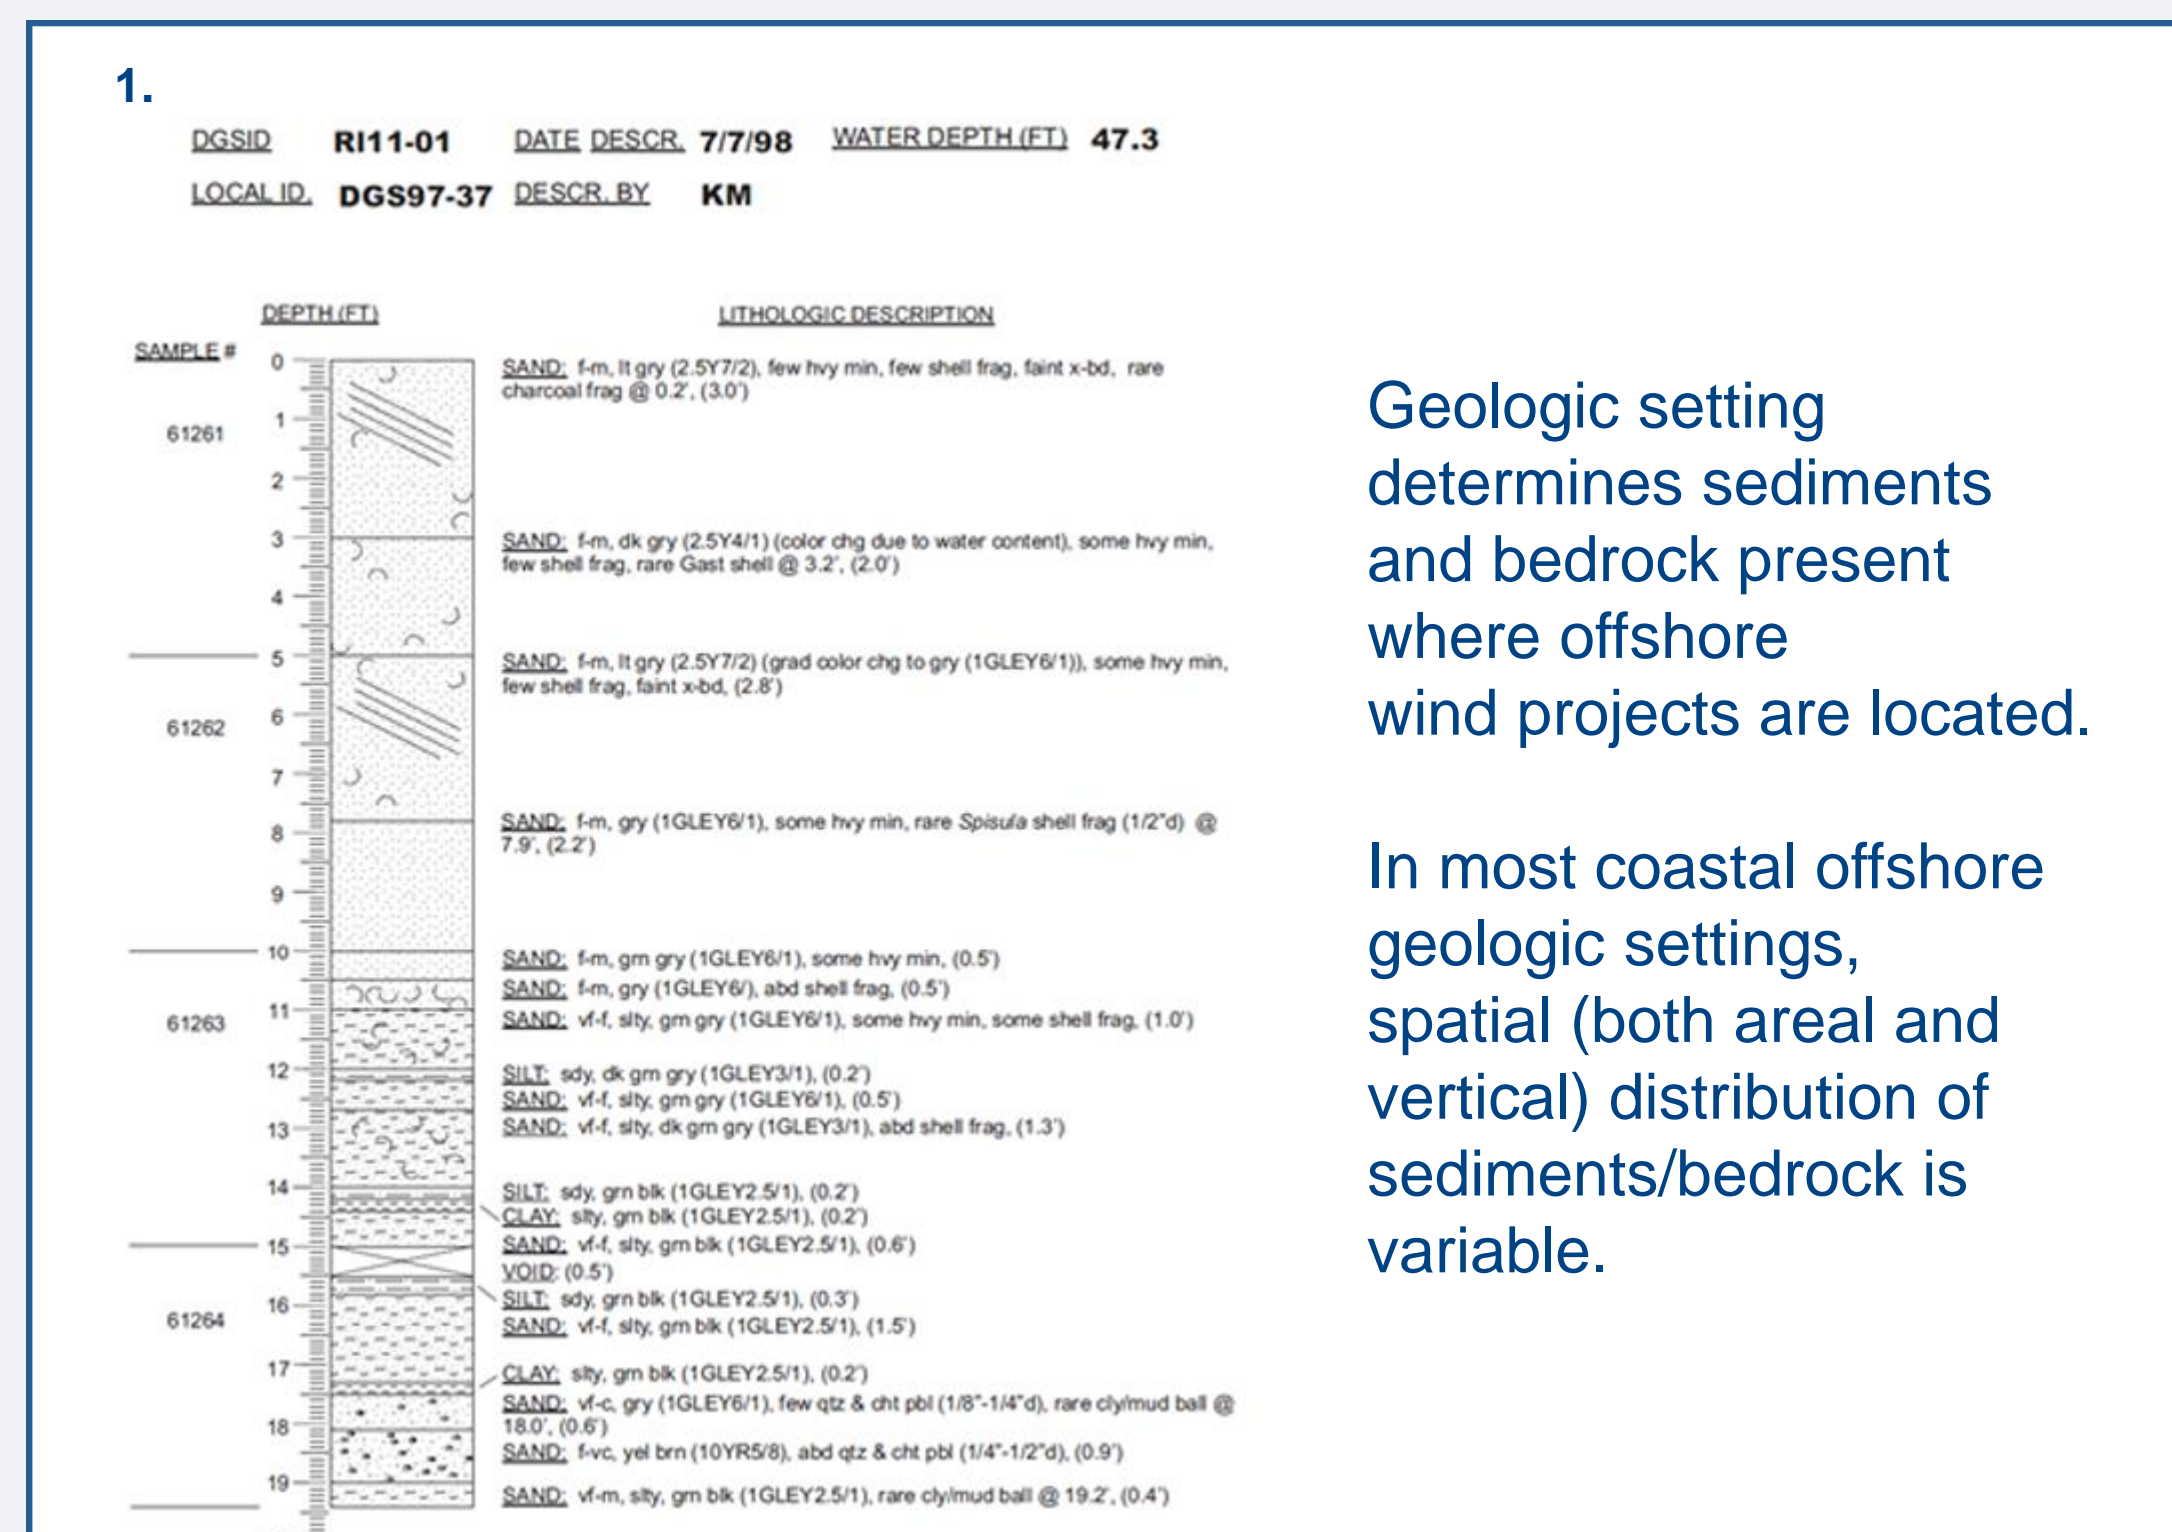 1.
DGSID RI11-01 DATE DESCR. 7/7/98 WATER DEPTH (FT) 47.3
LOCAL ID. DGS97-37 DESCR. BY KM
DEPTH (FT) LITHOLOGIC DESCRIPTION
SAMPLE #
0 SAND: f-m, lt gry (2.5Y7/2), few hvy min, few shell frag, faint x-bd, rare
charcoal frag @ 0.2', (3.0')
1
61261
2
3 SAND: f-m, dk gry (2.5Y4/1) (color chg due to water content), some hvy min,
few shell frag, rare Gast shell @ 3.2', (2.0')
4
5 SAND: f-m, lt gry (2.5Y7/2) (grad color chg to gry (1GLEY6/1)), some hvy min,
few shell frag, faint x-bd, (2.8')
6
61262
7
8 SAND: f-m, gry (1GLEY6/1), some hvy min, rare Spisula shell frag (1/2"d) @
7.9', (2.2')
9
10 SAND: f-m, grn gry (1GLEY6/1), some hvy min, (0.5')
SAND: f-m, gry (1GLEY6/), abd shell frag, (0.5')
11 SAND: vf-f, slty, grn gry (1GLEY6/1), some hvy min, some shell frag, (1.0')
61263
12 SILT: sdy, dk grn gry (1GLEY3/1), (0.2')
SAND: vf-f, slty, grn gry (1GLEY6/1), (0.5')
13 SAND: vf-f, slty, dk grn gry (1GLEY3/1), abd shell frag, (1.3')
14 SILT: sdy, grn blk (1GLEY2.5/1), (0.2')
CLAY: slty, grn blk (1GLEY2.5/1), (0.2')
15 SAND: vf-f, slty, grn blk (1GLEY2.5/1), (0.6')
VOID: (0.5')
16 SILT: sdy, grn blk (1GLEY2.5/1), (0.3')
61264 SAND: vf-f, slty, grn blk (1GLEY2.5/1), (1.5')
17 CLAY: slty, grn blk (1GLEY2.5/1), (0.2')
SAND: vf-c, gry (1GLEY6/1), few qtz & cht pbl (1/8"-1/4"d), rare cly/mud ball @
18 18.0', (0.6')
SAND: f-vc, yel brn (10YR5/8), abd qtz & cht pbl (1/4"-1/2"d), (0.9')
19 SAND: vf-m, slty, grn blk (1GLEY2.5/1), rare cly/mud ball @ 19.2', (0.4')
Geologic setting
determines sediments
and bedrock present
where offshore
wind projects are located.
In most coastal offshore
geologic settings,
spatial (both areal and
vertical) distribution of
sediments/bedrock is
variable.